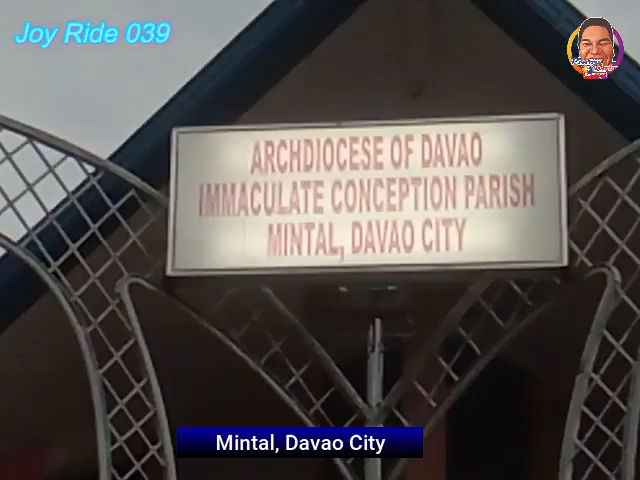 Joy Ride 039
ARCHDIOCESE OF DAVAO
IMMACULATE CONCEPTION PARISH
MINTAL, DAVAO CITY
Mintal, Davao City